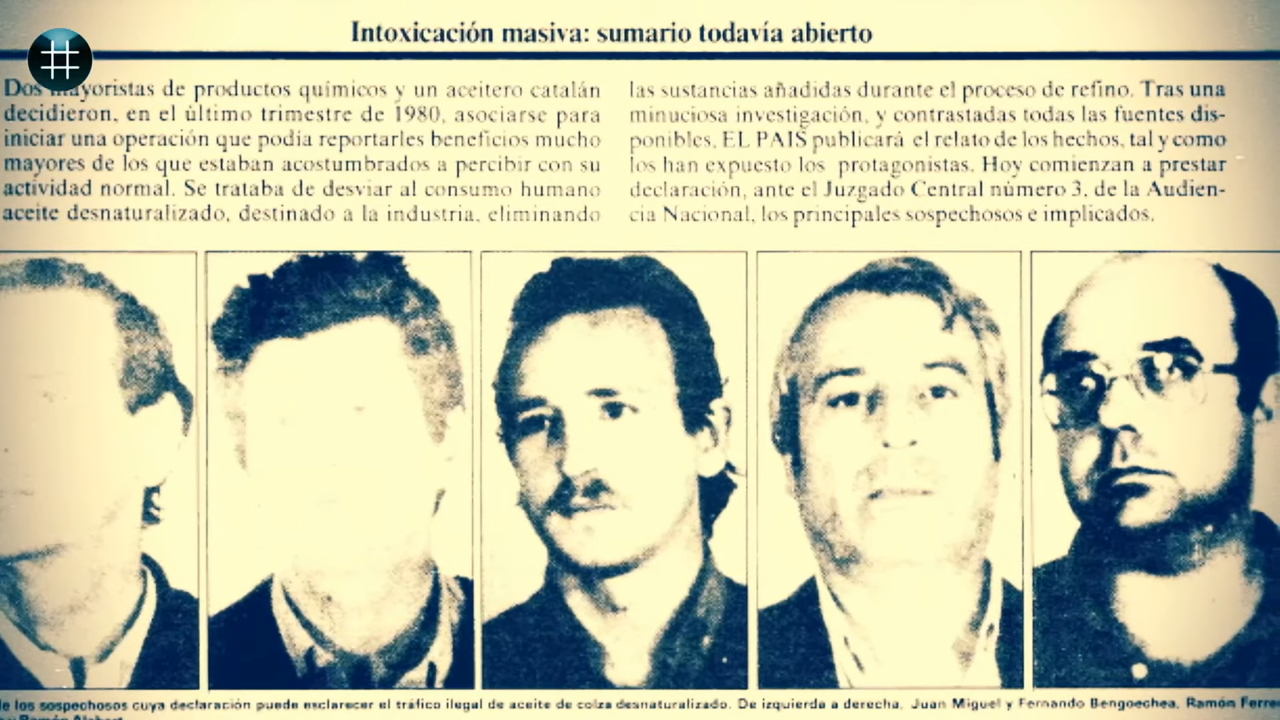 Intoxicación masiva: sumario todavía abierto
#
Dos mayoristas de productos químicos y un aceitero catalán
decidieron, en el último trimestre de 1980, asociarse para
iniciar una operación que podía reportarles beneficios mucho
mayores de los que estaban acostumbrados a percibir con su
actividad normal. Se trataba de desviar al consumo humano
aceite desnaturalizado, destinado a la industria, eliminando
las sustancias añadidas durante el proceso de refino. Tras una
minuciosa investigación, y contrastadas todas las fuentes dis-
ponibles, EL PAIS publicará el relato de los hechos, tal y como
los han expuesto los protagonistas. Hoy comienzan a prestar
declaración, ante el Juzgado Central número 3, de la Audien-
cia Nacional, los principales sospechosos e implicados.
de los sospechosos cuya declaración puede esclarecer el tráfico ilegal de aceite de colza desnaturalizado. De izquierda a derecha, Juan Miguel y Fernando Bengoechea, Ramón Ferre
y Ramón